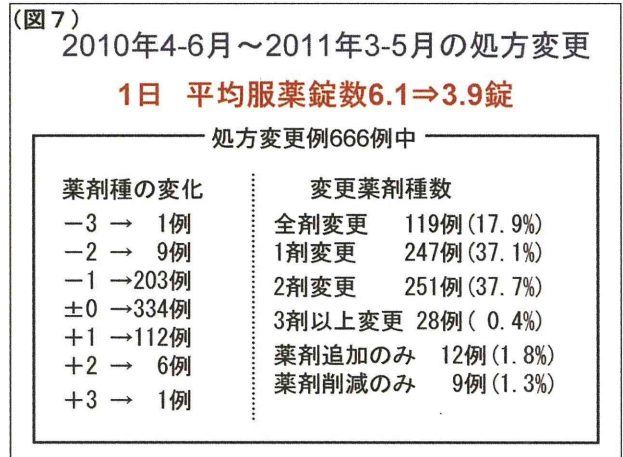 (図7)
2010年4-6月～2011年3-5月の処方変更
1日 平均服薬錠数6.1⇒3.9錠
処方変更例666例中
薬剤種の変化
－3 → 1例
－2 → 9例
－1 →203例
±0 →334例
＋1 →112例
＋2 → 6例
＋3 → 1例
変更薬剤種数
全剤変更 119例(17.9%)
1剤変更 247例(37.1%)
2剤変更 251例(37.7%)
3剤以上変更 28例( 0.4%)
薬剤追加のみ 12例(1.8%)
薬剤削減のみ 9例(1.3%)